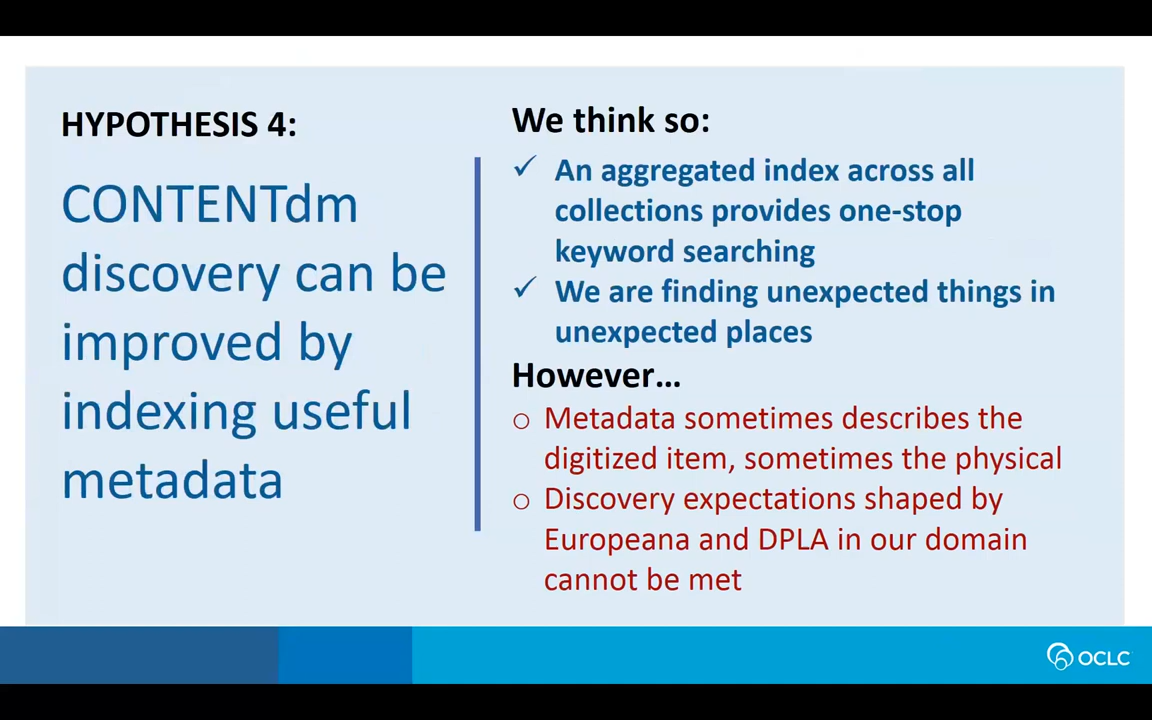 HYPOTHESIS 4:
CONTENTdm
discovery can be
improved by
indexing useful
metadata
We think so:
✓ An aggregated index across all
collections provides one-stop
keyword searching
✓ We are finding unexpected things in
unexpected places
However…
o Metadata sometimes describes the
digitized item, sometimes the physical
o Discovery expectations shaped by
Europeana and DPLA in our domain
cannot be met
OCLC